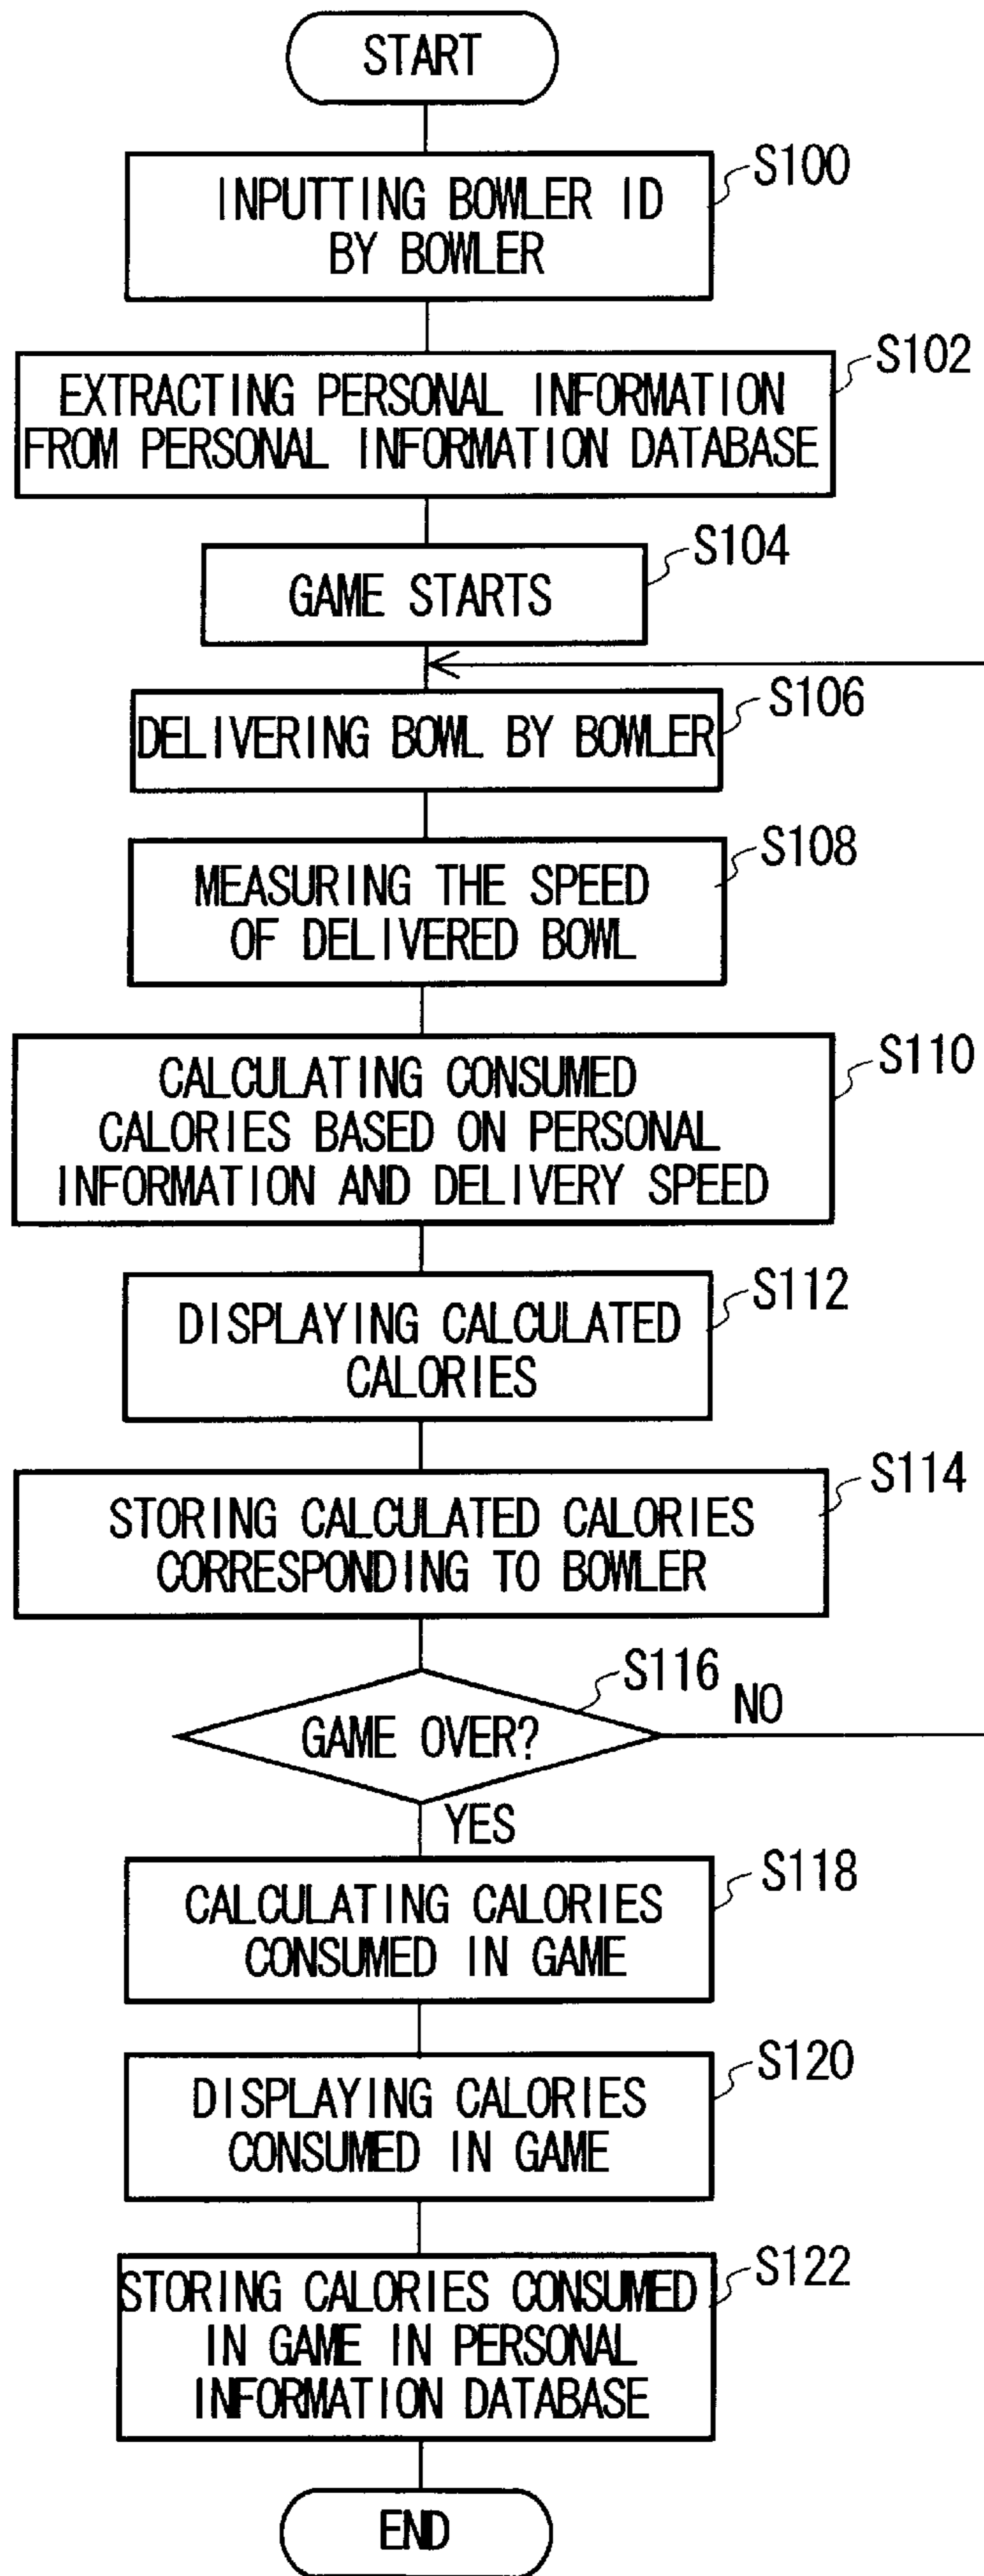 START
S100
INPUTTING BOWLER ID
BY BOWLER
S102
EXTRACTING PERSONAL INFORMATION
FROM PERSONAL INFORMATION DATABASE
S104
GAME STARTS
S106
DELIVERING BOWL BY BOWLER
S108
MEASURING THE SPEED
OF DELIVERED BOWL
S110
CALCULATING CONSUMED
CALORIES BASED ON PERSONAL
INFORMATION AND DELIVERY SPEED
S112
DISPLAYING CALCULATED
CALORIES
S114
STORING CALCULATED CALORIES
CORRESPONDING TO BOWLER
S116
GAME OVER?
NO
YES
S118
CALCULATING CALORIES
CONSUMED IN GAME
S120
DISPLAYING CALORIES
CONSUMED IN GAME
S122
STORING CALORIES CONSUMED
IN GAME IN PERSONAL
INFORMATION DATABASE
END